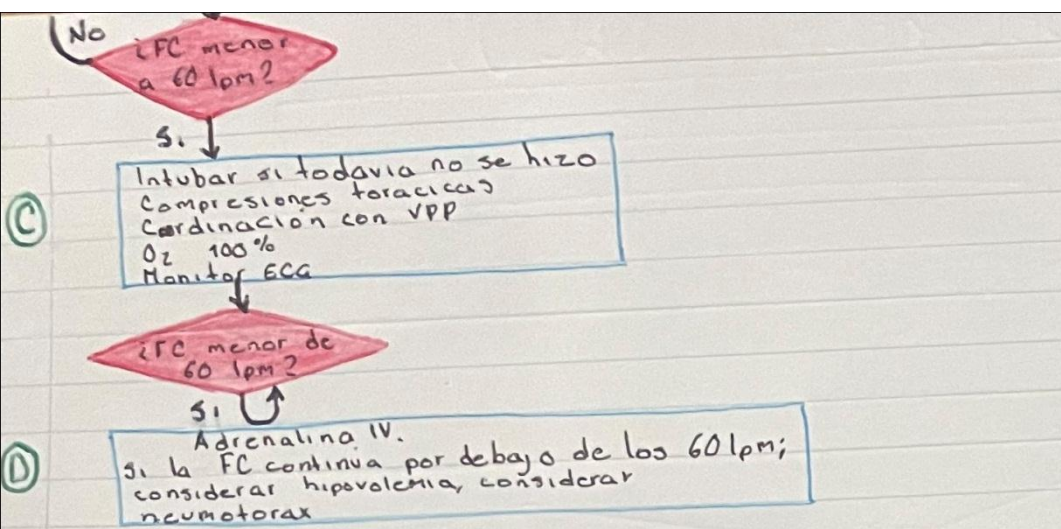 No
¿FC menor
a 60 lpm?
Si
Intubar si todavia no se hizo
Compresiones toracicas
Coordinacion con VPP
O2 100%
Monitor ECG
C
¿FC menor de
60 lpm?
Si
Adrenalina IV.
Si la FC continua por debajo de los 60 lpm;
considerar hipovolemia, considerar
neumotorax
D